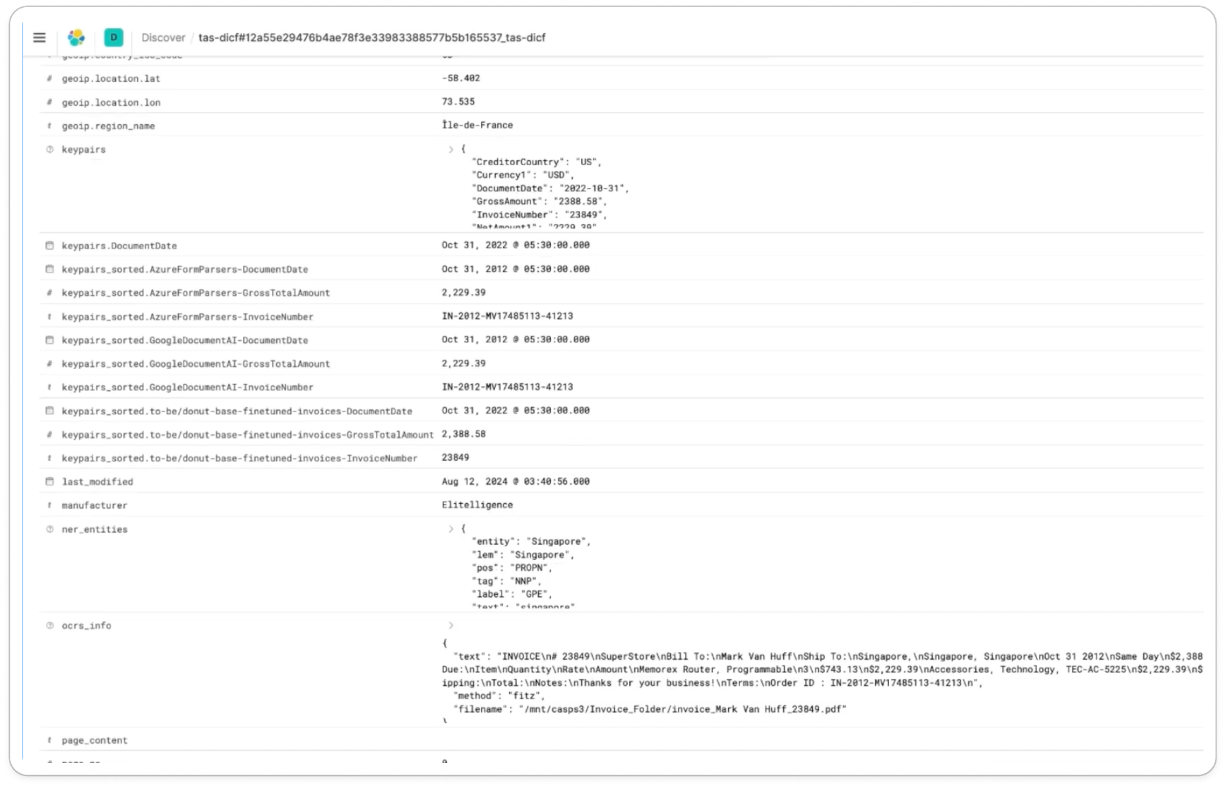 D Discover / tas-dicf#12a55e29476b4ae78f3e33983388577b5b165537_tas-dicf
# geoip.location.lat -58.402
# geoip.location.lon 73.535
t geoip.region_name Île-de-France
keypairs > {
"CreditorCountry": "US",
"Currency1": "USD",
"DocumentDate": "2022-10-31",
"GrossAmount": "2388.58",
"InvoiceNumber": "23849",
"NetAmount1": "2229.39",
keypairs.DocumentDate Oct 31, 2022 @ 05:30:00.000
keypairs_sorted.AzureFormParsers-DocumentDate Oct 31, 2012 @ 05:30:00.000
# keypairs_sorted.AzureFormParsers-GrossTotalAmount 2,229.39
t keypairs_sorted.AzureFormParsers-InvoiceNumber IN-2012-MV17485113-41213
keypairs_sorted.GoogleDocumentAI-DocumentDate Oct 31, 2012 @ 05:30:00.000
# keypairs_sorted.GoogleDocumentAI-GrossTotalAmount 2,229.39
t keypairs_sorted.GoogleDocumentAI-InvoiceNumber IN-2012-MV17485113-41213
keypairs_sorted.to-be/donut-base-finetuned-invoices-DocumentDate Oct 31, 2022 @ 05:30:00.000
# keypairs_sorted.to-be/donut-base-finetuned-invoices-GrossTotalAmount 2,388.58
t keypairs_sorted.to-be/donut-base-finetuned-invoices-InvoiceNumber 23849
last_modified Aug 12, 2024 @ 03:40:56.000
t manufacturer Elitelligence
ner_entities > {
"entity": "Singapore",
"lem": "Singapore",
"pos": "PROPN",
"tag": "NNP",
"label": "GPE",
"text": "singapore"
ocrs_info >
{
"text": "INVOICE\n# 23849\nSuperStore\nBill To:\nMark Van Huff\nShip To:\nSingapore,\nSingapore, Singapore\nOct 31 2012\nSame Day\n$2,388
Due:\nItem\nQuantity\nRate\nAmount\nMemorex Router, Programmable\n3\n$743.13\n$2,229.39\nAccessories, Technology, TEC-AC-5225\n$2,229.39\n$
ipping:\nTotal:\nNotes:\nThanks for your business!\nTerms:\nOrder ID : IN-2012-MV17485113-41213\n",
"method": "fitz",
"filename": "/mnt/casps3/Invoice_Folder/invoice_Mark Van Huff_23849.pdf"
t page_content